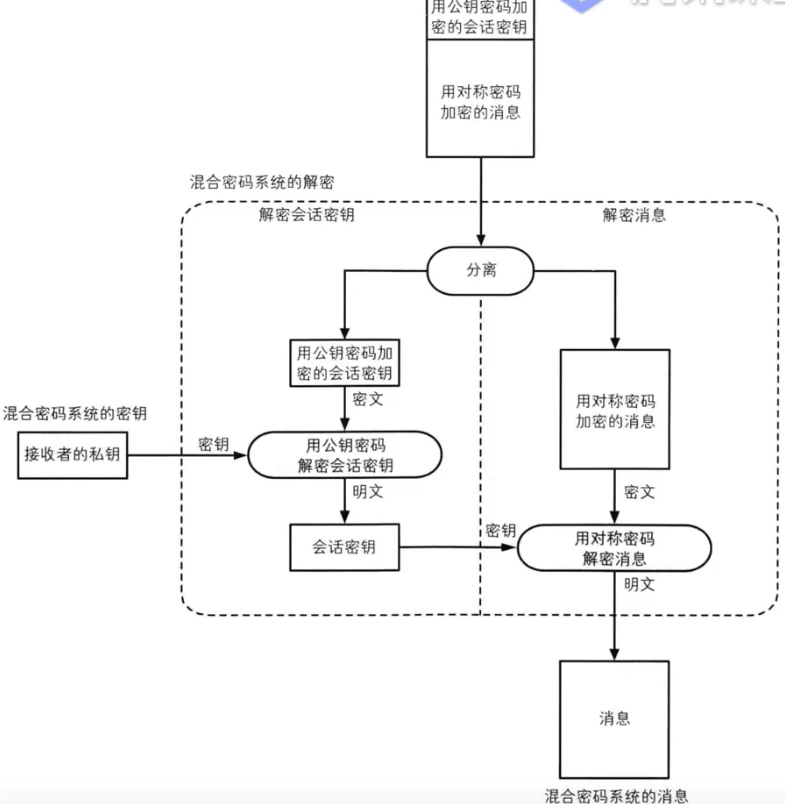 用公钥密码加
密的会话密钥
用对称密码
加密的消息
混合密码系统的解密
解密会话密钥
解密消息
分离
用公钥密码加
密的会话密钥
密文
用对称密码
加密的消息
混合密码系统的密钥
接收者的私钥
密钥
用公钥密码
解密会话密钥
明文
密文
会话密钥
密钥
用对称密码
解密消息
明文
消息
混合密码系统的消息